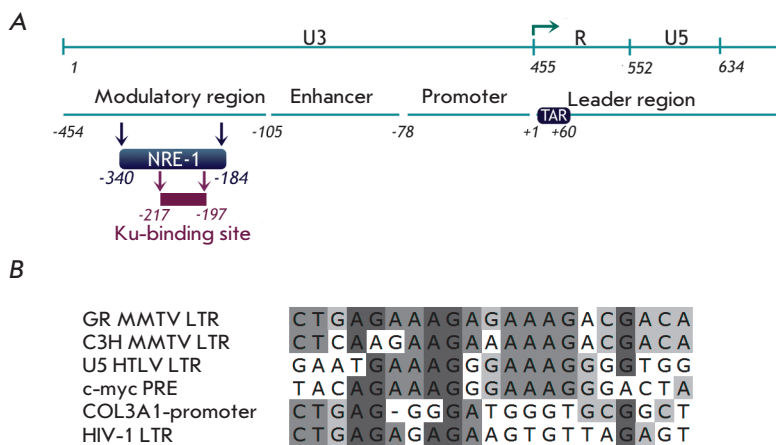 A
U3
R
U5
1
455
552
634
Modulatory region
Enhancer
Promoter
Leader region
TAR
-454
-105
-78
+1
+60
NRE-1
-340
-184
-217
-197
Ku-binding site
B
GR MMTV LTR CTGAGAAAGAGAAAGACGACA
C3H MMTV LTR CTCAAGAAGAAAAAGACGACA
U5 HTLV LTR GAATGAAAGGGAAAGGGGTGG
c-myc PRE TACAGAAAGGGAAAGGGACTA
COL3A1-promoter CTGAG-GGGATGGGTGCGGCT
HIV-1 LTR CTGAGAGAGAAGTGTTAGAGT